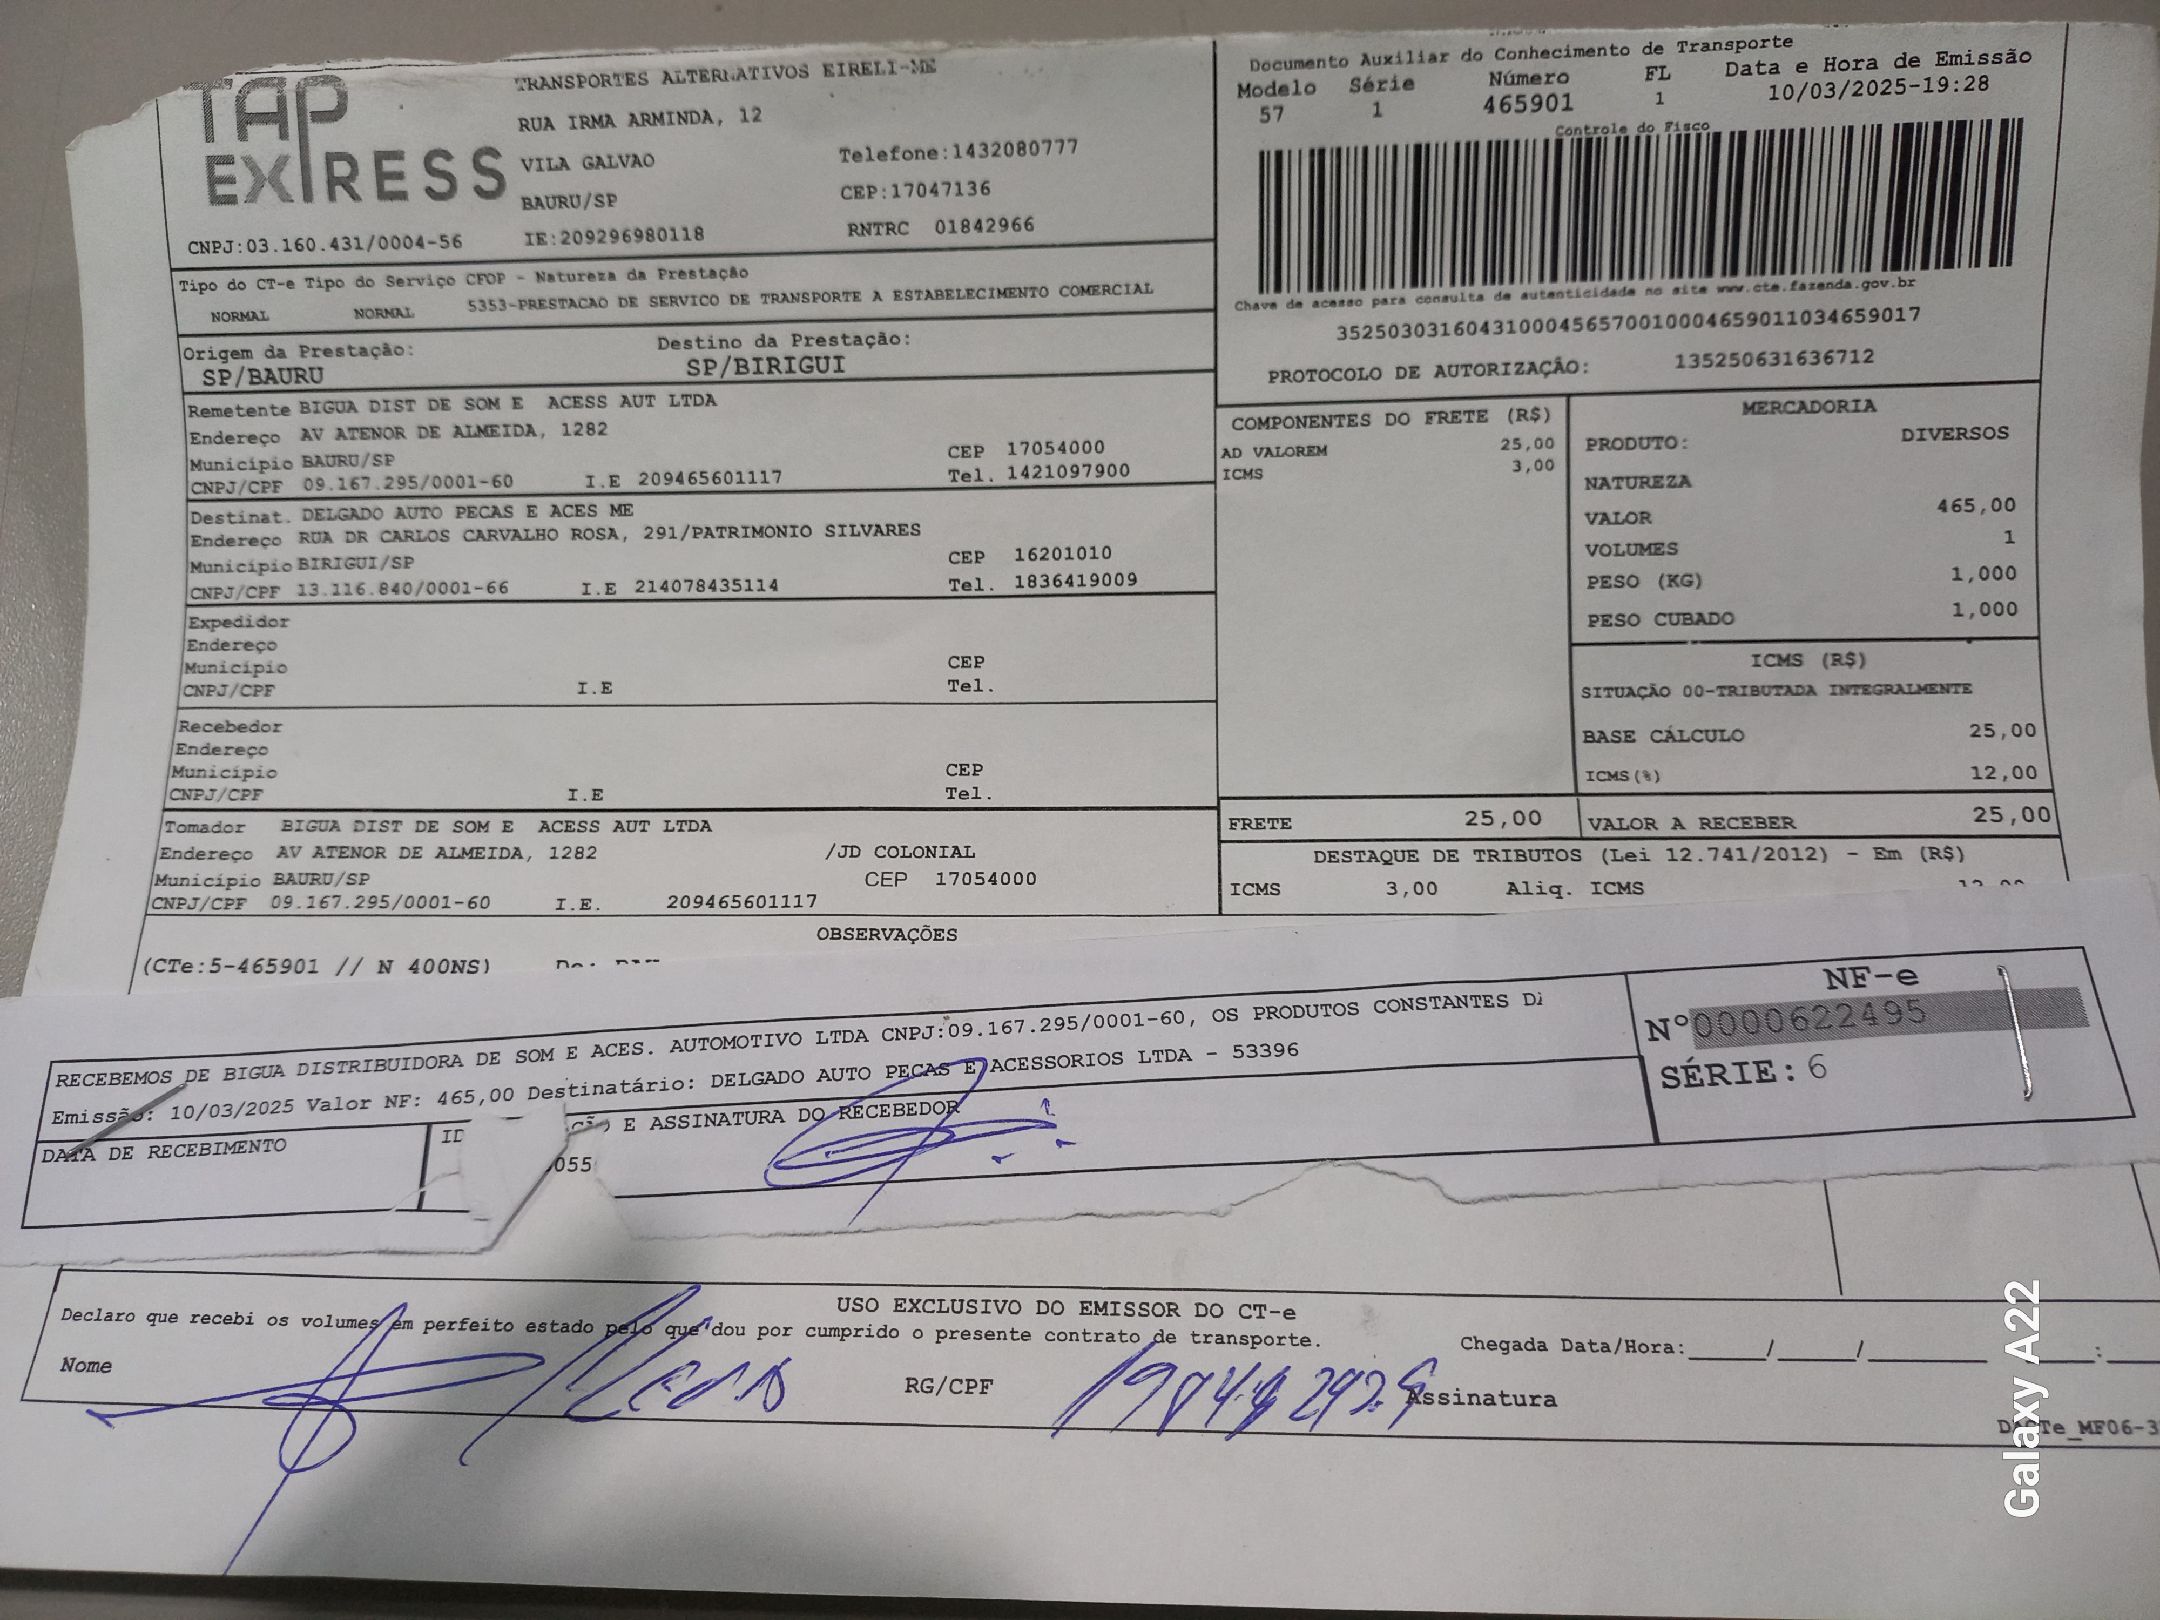 TAP EXPRESS
TRANSPORTES ALTERNATIVOS EIRELI-ME
RUA IRMA ARMINDA, 12
VILA GALVAO Telefone:1432080777
BAURU/SP CEP:17047136
CNPJ:03.160.431/0004-56 IE:209296980118 RNTRC 01842966
Documento Auxiliar do Conhecimento de Transporte
Modelo Série Número FL Data e Hora de Emissão
57 1 465901 1 10/03/2025-19:28
Controle do Fisco
Chave de acesso para consulta de autenticidade no site www.cte.fazenda.gov.br
35250303160431000456570010004659011034659017
PROTOCOLO DE AUTORIZAÇÃO: 135250631636712
Tipo do CT-e Tipo do Serviço CFOP - Natureza da Prestação
NORMAL NORMAL 5353-PRESTACAO DE SERVICO DE TRANSPORTE A ESTABELECIMENTO COMERCIAL
Origem da Prestação: Destino da Prestação:
SP/BAURU SP/BIRIGUI
Remetente BIGUA DIST DE SOM E ACESS AUT LTDA
Endereço AV ATENOR DE ALMEIDA, 1282
Município BAURU/SP CEP 17054000
CNPJ/CPF 09.167.295/0001-60 I.E 209465601117 Tel. 1421097900
Destinat. DELGADO AUTO PECAS E ACES ME
Endereço RUA DR CARLOS CARVALHO ROSA, 291/PATRIMONIO SILVARES
Município BIRIGUI/SP CEP 16201010
CNPJ/CPF 13.116.840/0001-66 I.E 214078435114 Tel. 1836419009
Expedidor
Endereço
Município CEP
CNPJ/CPF I.E Tel.
Recebedor
Endereço
Município CEP
CNPJ/CPF I.E Tel.
Tomador BIGUA DIST DE SOM E ACESS AUT LTDA
Endereço AV ATENOR DE ALMEIDA, 1282 /JD COLONIAL
Município BAURU/SP CEP 17054000
CNPJ/CPF 09.167.295/0001-60 I.E. 209465601117
COMPONENTES DO FRETE (R$)
AD VALOREM 25,00
ICMS 3,00
MERCADORIA
PRODUTO: DIVERSOS
NATUREZA
VALOR 465,00
VOLUMES 1
PESO (KG) 1,000
PESO CUBADO 1,000
ICMS (R$)
SITUAÇÃO 00-TRIBUTADA INTEGRALMENTE
BASE CÁLCULO 25,00
ICMS(%) 12,00
FRETE 25,00 VALOR A RECEBER 25,00
DESTAQUE DE TRIBUTOS (Lei 12.741/2012) - Em (R$)
ICMS 3,00 Aliq. ICMS
OBSERVAÇÕES
(CTe:5-465901 // N 400NS)
RECEBEMOS DE BIGUA DISTRIBUIDORA DE SOM E ACES. AUTOMOTIVO LTDA CNPJ:09.167.295/0001-60, OS PRODUTOS CONSTANTES
Emissão: 10/03/2025 Valor NF: 465,00 Destinatário: DELGADO AUTO PECAS E ACESSORIOS LTDA - 53396
DATA DE RECEBIMENTO E ASSINATURA DO RECEBEDOR
055
NF-e
N°0000622495
SÉRIE: 6
USO EXCLUSIVO DO EMISSOR DO CT-e
Declaro que recebi os volumes em perfeito estado pelo que dou por cumprido o presente contrato de transporte.
Chegada Data/Hora:_____/_____/________ ____:__
Nome RG/CPF Assinatura
Galaxy A22